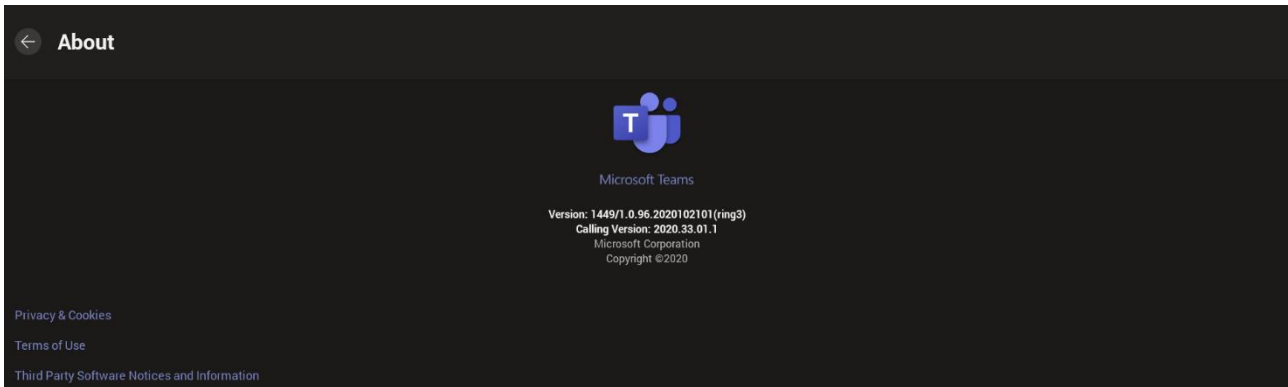 About
T
Microsoft Teams
Version: 1449/1.0.96.2020102101(ring3)
Calling Version: 2020.33.01.1
Microsoft Corporation
Copyright ©2020
Privacy & Cookies
Terms of Use
Third Party Software Notices and Information